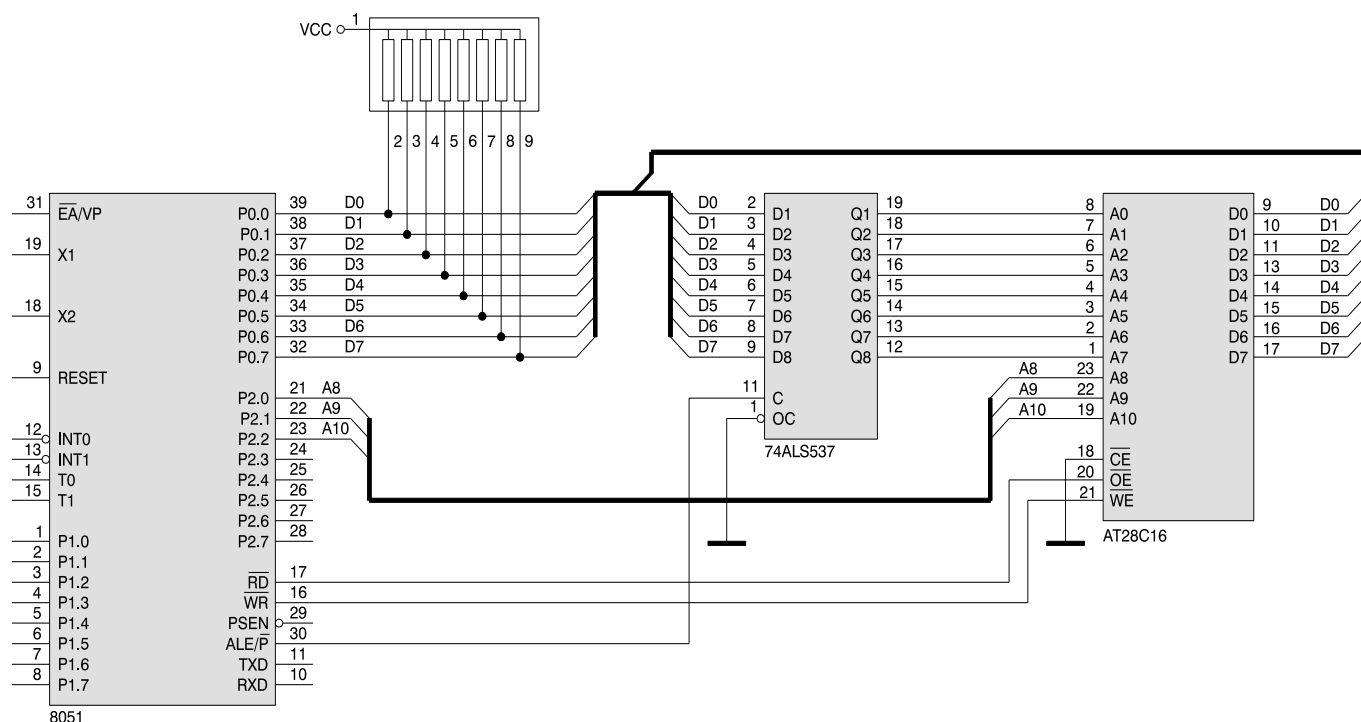 VCC 1
2 3 4 5 6 7 8 9
31 EA/VP
19 X1
18 X2
9 RESET
12 INT0
13 INT1
14 T0
15 T1
1 P1.0
2 P1.1
3 P1.2
4 P1.3
5 P1.4
6 P1.5
7 P1.6
8 P1.7
P0.0 39 D0
P0.1 38 D1
P0.2 37 D2
P0.3 36 D3
P0.4 35 D4
P0.5 34 D5
P0.6 33 D6
P0.7 32 D7
P2.0 21 A8
P2.1 22 A9
P2.2 23 A10
P2.3 24
P2.4 25
P2.5 26
P2.6 27
P2.7 28
RD 17
WR 16
PSEN 29
ALE/P 30
TXD 11
RXD 10
8051
D0 2 D1 Q1 19
D1 3 D2 Q2 18
D2 4 D3 Q3 17
D3 5 D4 Q4 16
D4 6 D5 Q5 15
D5 7 D6 Q6 14
D6 8 D7 Q7 13
D7 9 D8 Q8 12
11 C
1 OC
74ALS537
8 A0 D0 9 D0
7 A1 D1 10 D1
6 A2 D2 11 D2
5 A3 D3 13 D3
4 A4 D4 14 D4
3 A5 D5 15 D5
2 A6 D6 16 D6
1 A7 D7 17 D7
A8 23 A8
A9 22 A9
A10 19 A10
18 CE
20 OE
21 WE
AT28C16